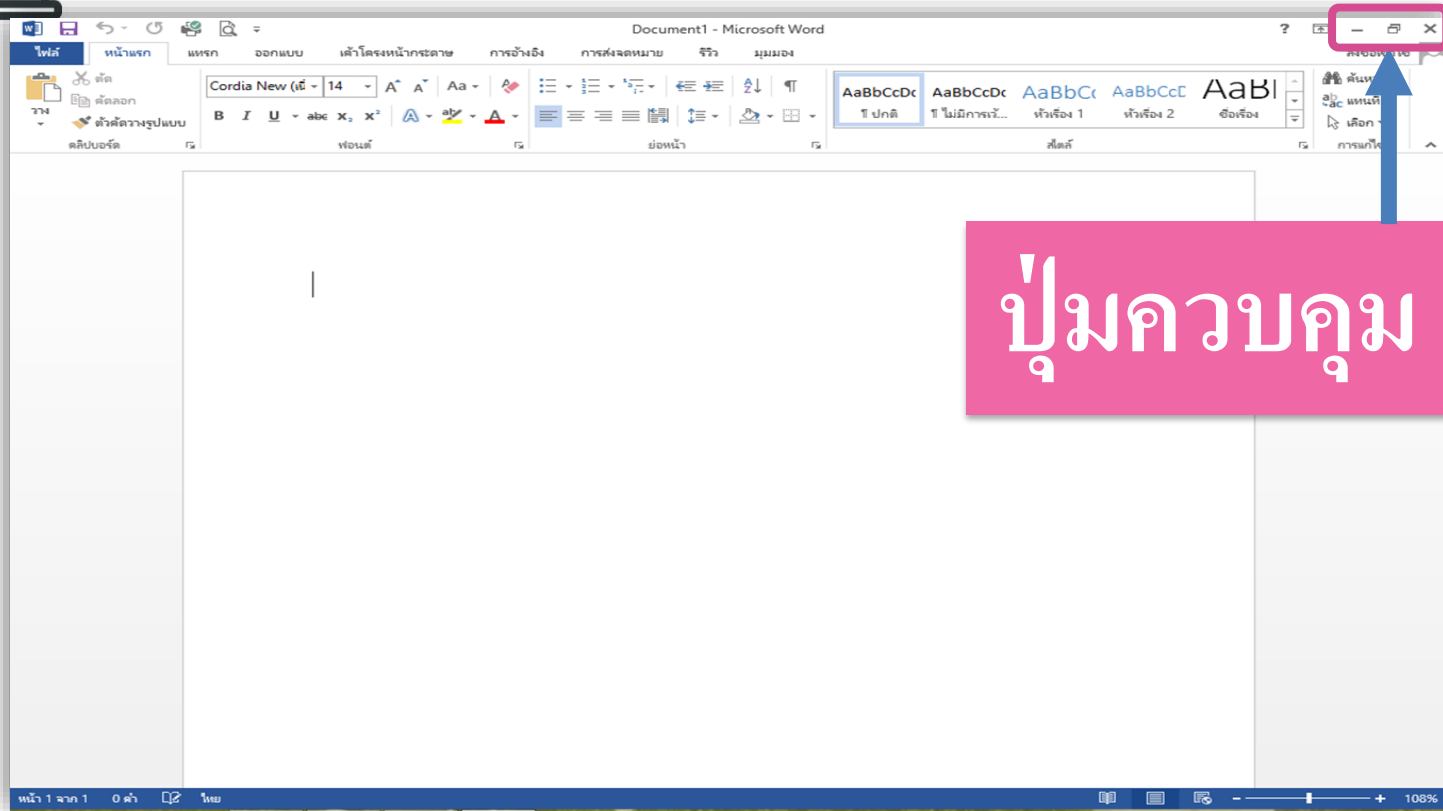 Document1 - Microsoft Word
ไฟล์ หน้าแรก แทรก ออกแบบ เค้าโครงหน้ากระดาษ การอ้างอิง การส่งจดหมาย รีวิว มุมมอง
วาง
ตัด
คัดลอก
ตัวคัดวางรูปแบบ
คลิปบอร์ด
Cordia New (เนื 14 Aa
B I U abc x₂ x² A aby A
ฟอนต์
ย่อหน้า
AaBbCcDc AaBbCcDc AaBbCc AaBbCcD AaBl
¶ ปกติ ¶ ไม่มีการเว้... หัวเรื่อง 1 หัวเรื่อง 2 ชื่อเรื่อง
สไตล์
เลือก
ปุ่มควบคุม
หน้า 1 จาก 1 0 คำ ไทย 108%